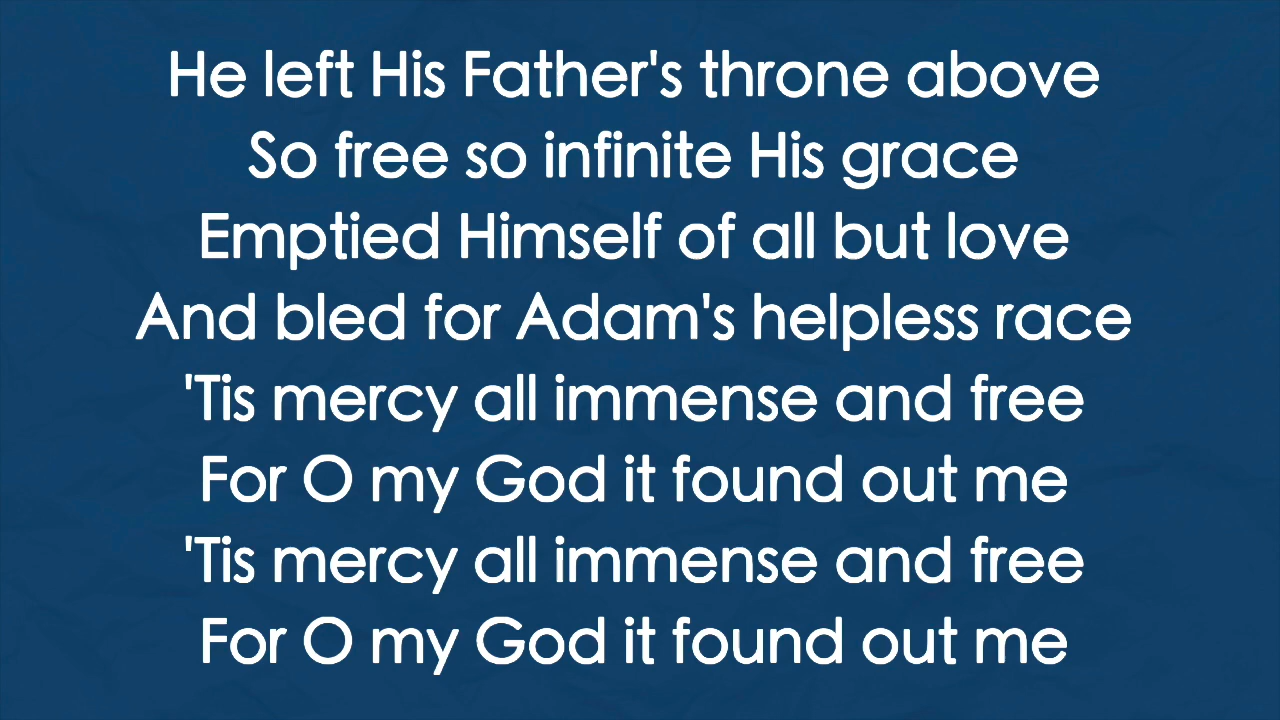 He left His Father's throne above
So free so infinite His grace
Emptied Himself of all but love
And bled for Adam's helpless race
'Tis mercy all immense and free
For O my God it found out me
'Tis mercy all immense and free
For O my God it found out me